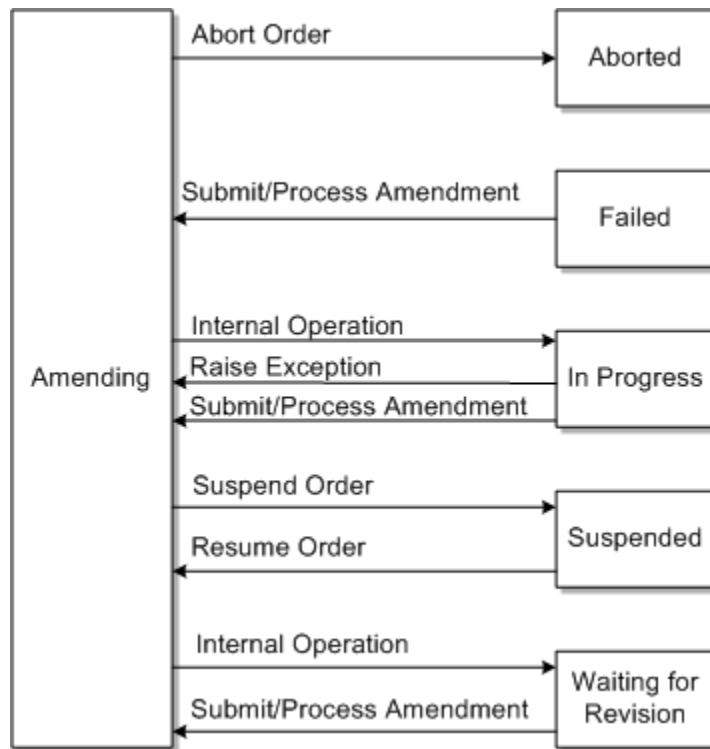 Abort Order
Aborted
Submit/Process Amendment
Failed
Internal Operation
Amending
Raise Exception
In Progress
Submit/Process Amendment
Suspend Order
Suspended
Resume Order
Internal Operation
Waiting for
Revision
Submit/Process Amendment